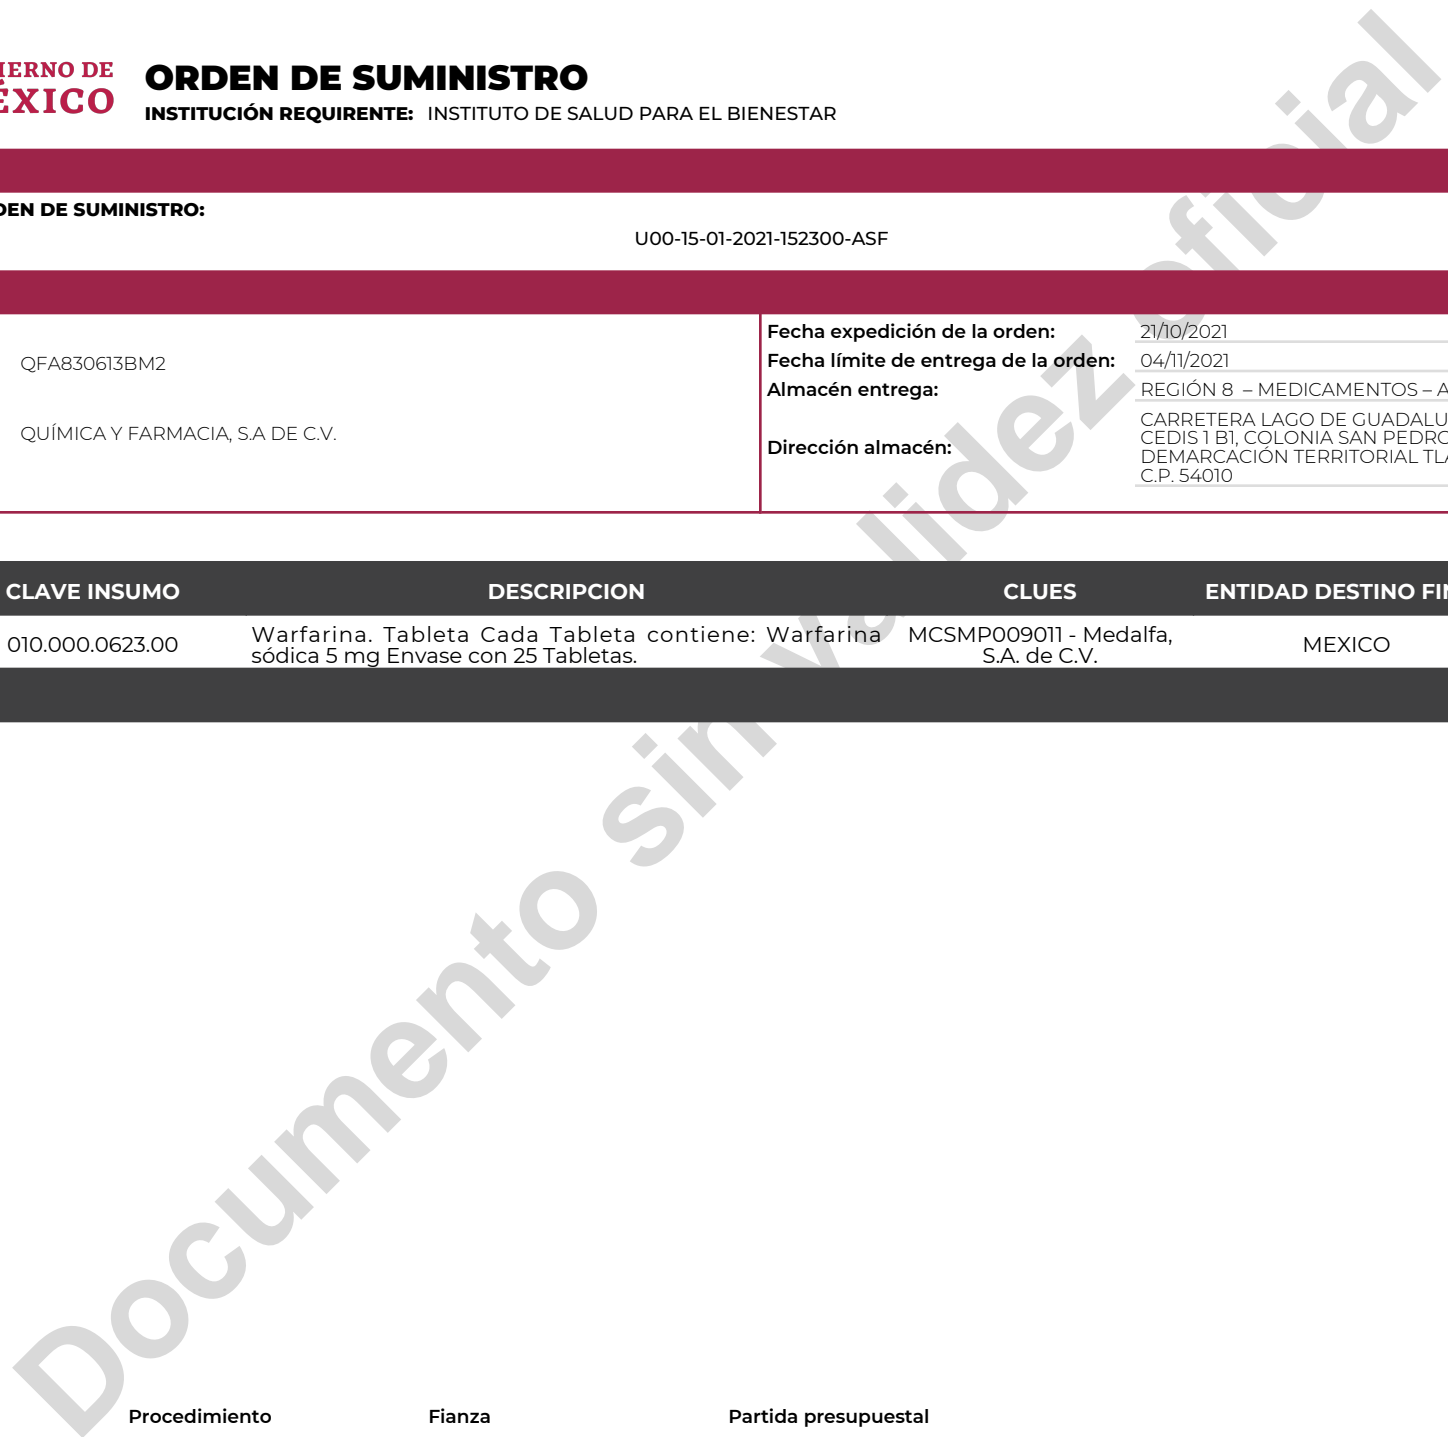 IERNO DE
ÉXICO
ORDEN DE SUMINISTRO
INSTITUCIÓN REQUIRENTE: INSTITUTO DE SALUD PARA EL BIENESTAR
DEN DE SUMINISTRO:
U00-15-01-2021-152300-ASF
QFA830613BM2
QUÍMICA Y FARMACIA, S.A DE C.V.
Fecha expedición de la orden: 21/10/2021
Fecha límite de entrega de la orden: 04/11/2021
Almacén entrega: REGIÓN 8 – MEDICAMENTOS – A
Dirección almacén: CARRETERA LAGO DE GUADALU
CEDIS 1 B1, COLONIA SAN PEDRO
DEMARCACIÓN TERRITORIAL TLA
C.P. 54010
CLAVE INSUMO DESCRIPCION CLUES ENTIDAD DESTINO FIN
010.000.0623.00 Warfarina. Tableta Cada Tableta contiene: Warfarina MCSMP009011 - Medalfa, MEXICO
sódica 5 mg Envase con 25 Tabletas. S.A. de C.V.
Documento sin validez oficial
Procedimiento Fianza Partida presupuestal